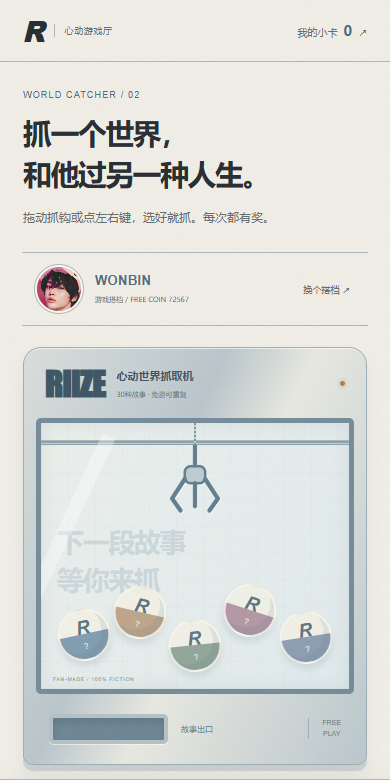 R 心动游戏厅
我的小卡 0 ↗
WORLD CATCHER / 02
抓一个世界，
和他过另一种人生。
拖动抓钩或点左右键，选好就抓。每次都有奖。
WONBIN
游戏搭档 / FREE COIN 72567
换个搭档 ↗
RIIZE
心动世界抓取机
30种故事 · 免费可重复
下一段故事
等你来抓
R ?
R ?
R ?
R ?
R ?
FAN-MADE / 100% FICTION
故事出口
FREE
PLAY